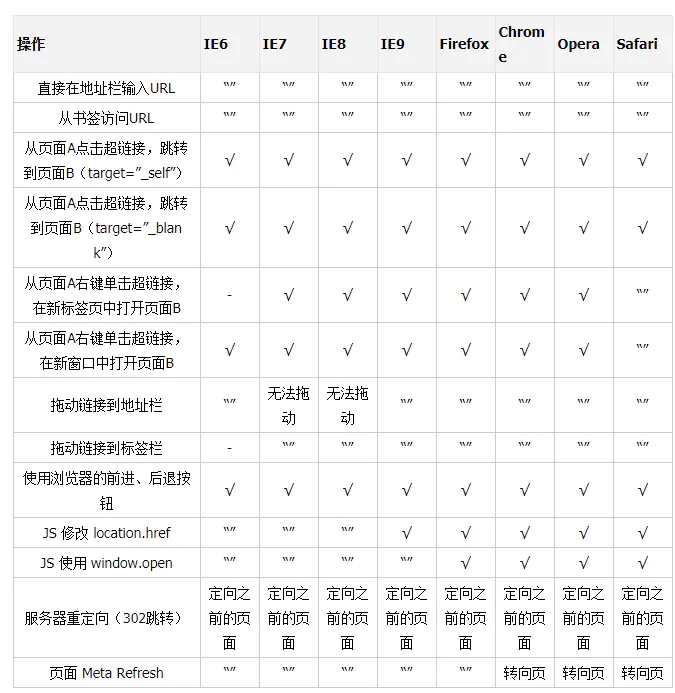 操作 IE6 IE7 IE8 IE9 Firefox Chrome Opera Safari
直接在地址栏输入URL “” “” “” “” “” “” “” “”
从书签访问URL “” “” “” “” “” “” “” “”
从页面A点击超链接，跳转
到页面B（target=”_self”） √ √ √ √ √ √ √ √
从页面A点击超链接，跳转
到页面B（target=”_blan
k”） √ √ √ √ √ √ √ √
从页面A右键单击超链接，
在新标签页中打开页面B - √ √ √ √ √ √ “”
从页面A右键单击超链接，
在新窗口中打开页面B √ √ √ √ √ √ √ “”
拖动链接到地址栏 “” 无法拖动 无法拖动 “” “” “” “” “”
拖动链接到标签栏 - “” “” “” “” “” “” “”
使用浏览器的前进、后退按
钮 √ √ √ √ √ √ √ √
JS 修改 location.href “” “” “” √ √ √ √ √
JS 使用 window.open “” “” “” “” √ √ √ √
服务器重定向（302跳转） 定向之前的页面 定向之前的页面 定向之前的页面 定向之前的页面 定向之前的页面 定向之前的页面 定向之前的页面 定向之前的页面
页面 Meta Refresh “” “” “” “” “” 转向页 转向页 转向页